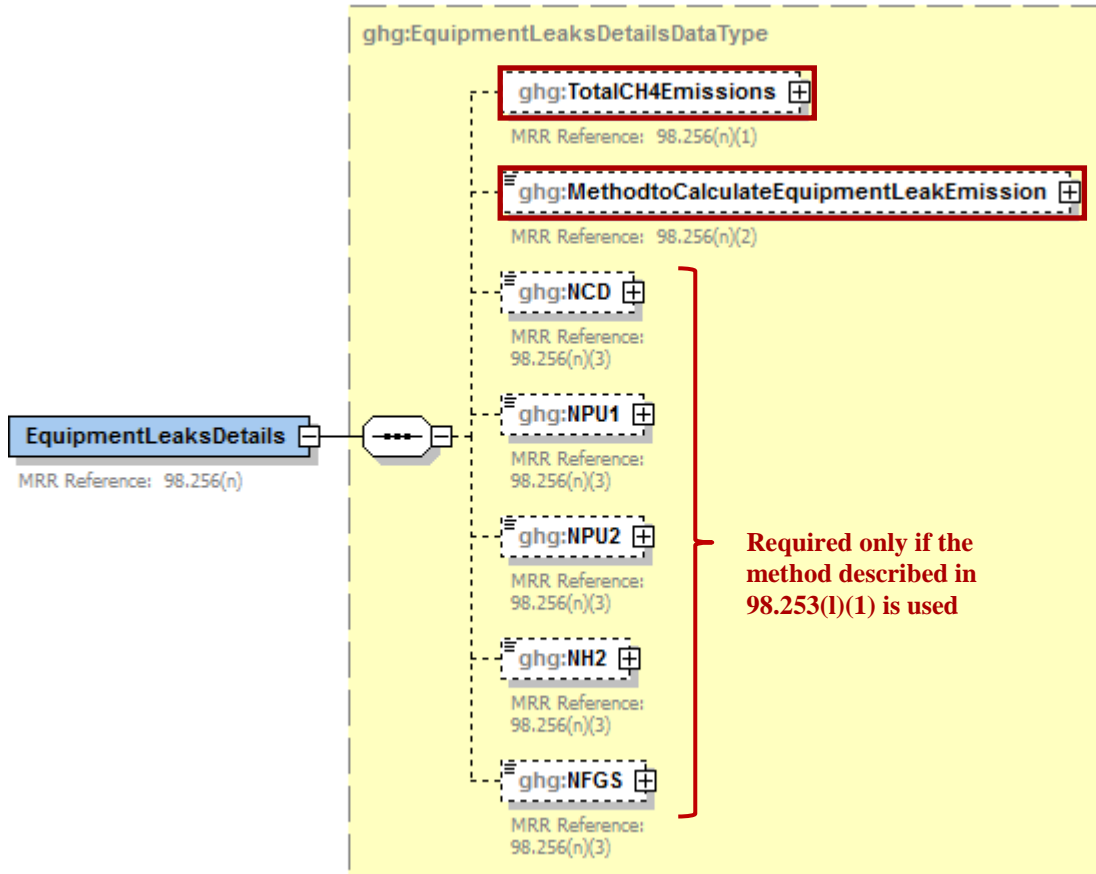 ghg:EquipmentLeaksDetailsDataType
ghg:TotalCH4Emissions
MRR Reference: 98.256(n)(1)
ghg:MethodtoCalculateEquipmentLeakEmission
MRR Reference: 98.256(n)(2)
ghg:NCD
MRR Reference:
98.256(n)(3)
ghg:NPU1
MRR Reference:
98.256(n)(3)
EquipmentLeaksDetails
MRR Reference: 98.256(n)
ghg:NPU2
MRR Reference:
98.256(n)(3)
Required only if the
method described in
98.253(l)(1) is used
ghg:NH2
MRR Reference:
98.256(n)(3)
ghg:NFGS
MRR Reference:
98.256(n)(3)